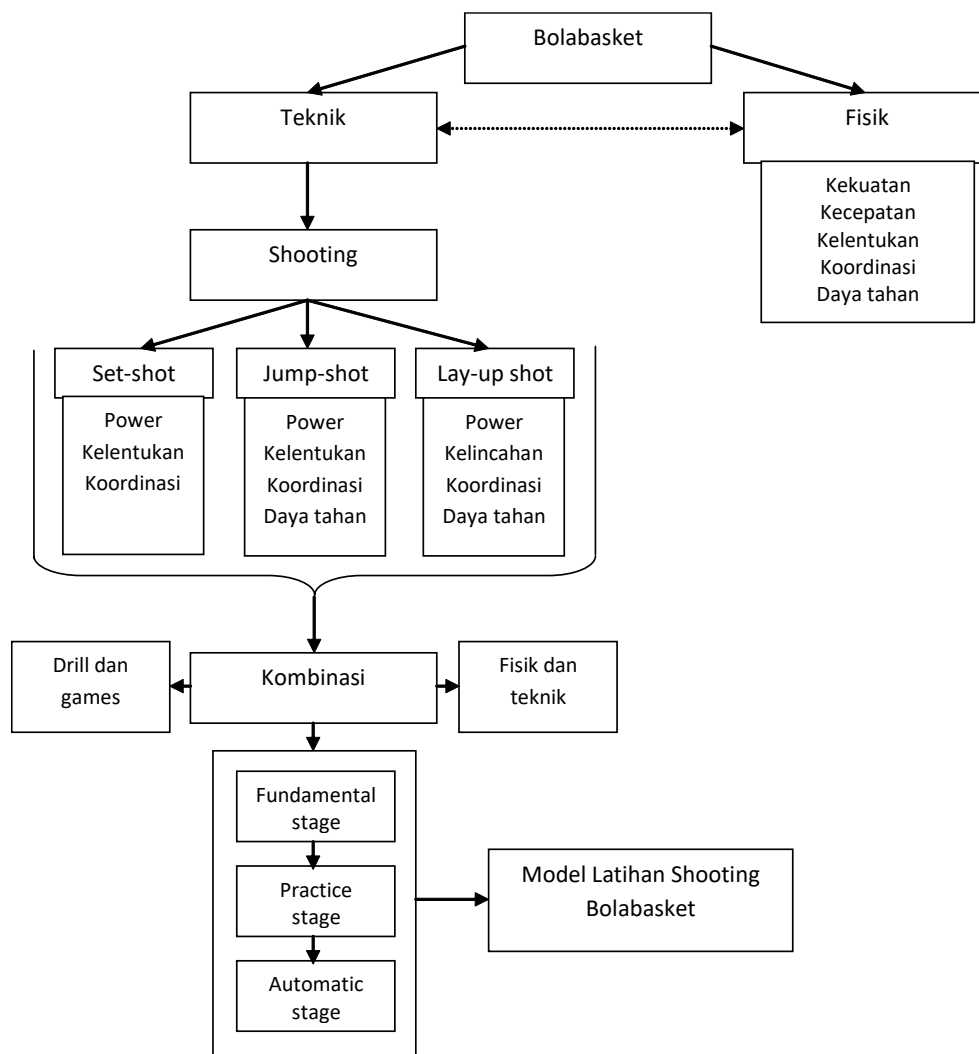 Bolabasket
Teknik
Fisik
Kekuatan
Kecepatan
Kelentukan
Koordinasi
Daya tahan
Shooting
Set-shot
Power
Kelentukan
Koordinasi
Jump-shot
Power
Kelentukan
Koordinasi
Daya tahan
Lay-up shot
Power
Kelincahan
Koordinasi
Daya tahan
Drill dan
games
Kombinasi
Fisik dan
teknik
Fundamental
stage
Practice
stage
Automatic
stage
Model Latihan Shooting
Bolabasket